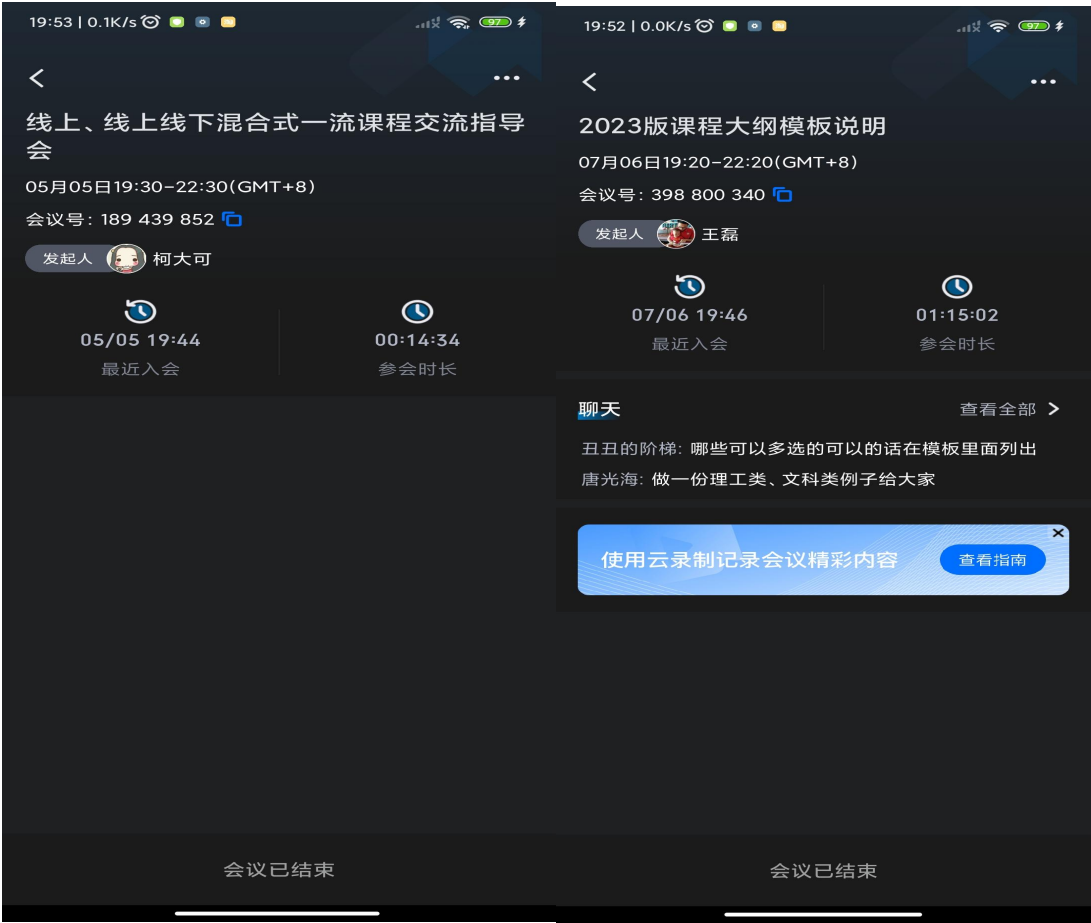 19:53 | 0.1K/s
97
线上、线上线下混合式一流课程交流指导
会
05月05日19:30-22:30(GMT+8)
会议号: 189 439 852
发起人 柯大可
05/05 19:44
00:14:34
最近入会
参会时长
会议已结束
19:52 | 0.0K/s
97
2023版课程大纲模板说明
07月06日19:20-22:20(GMT+8)
会议号: 398 800 340
发起人 王磊
07/06 19:46
01:15:02
最近入会
参会时长
聊天
查看全部
丑丑的阶梯: 哪些可以多选的可以的话在模板里面列出
唐光海: 做一份理工类、文科类例子给大家
使用云录制记录会议精彩内容
查看指南
会议已结束